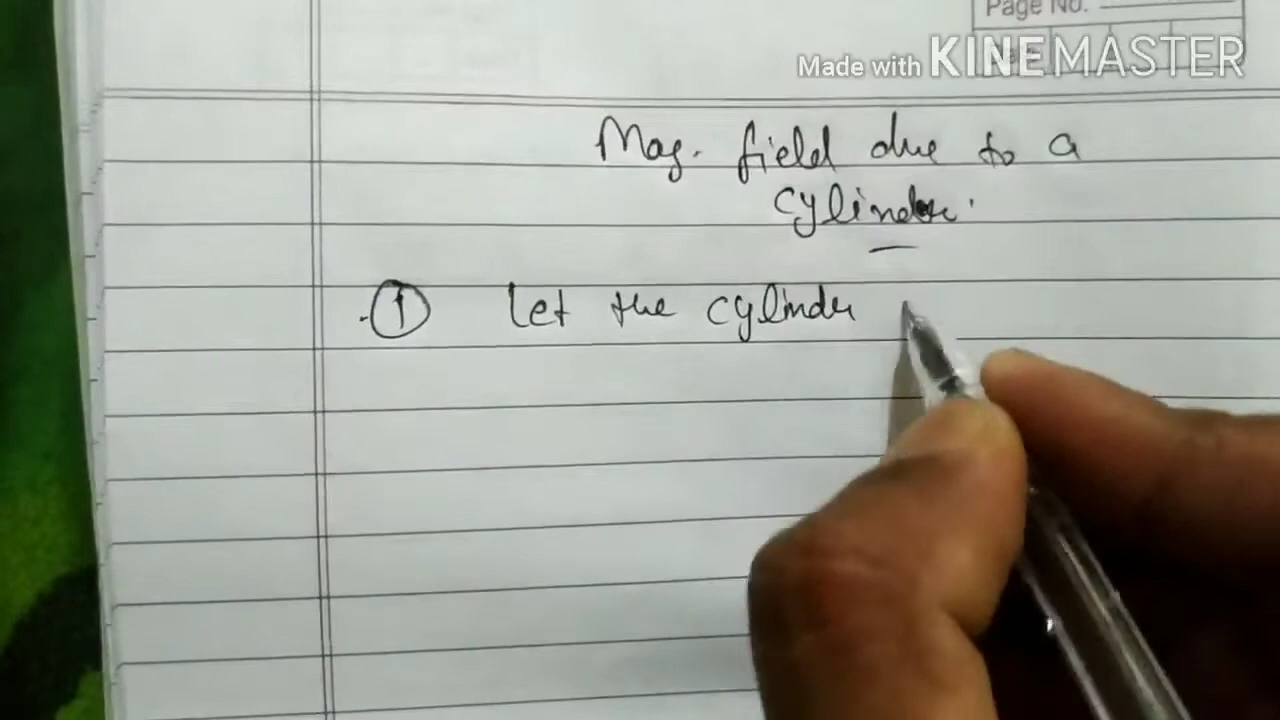 Page No.
Made with KINEMASTER
Mag. field due to a
cylinder.
① Let the cylinder